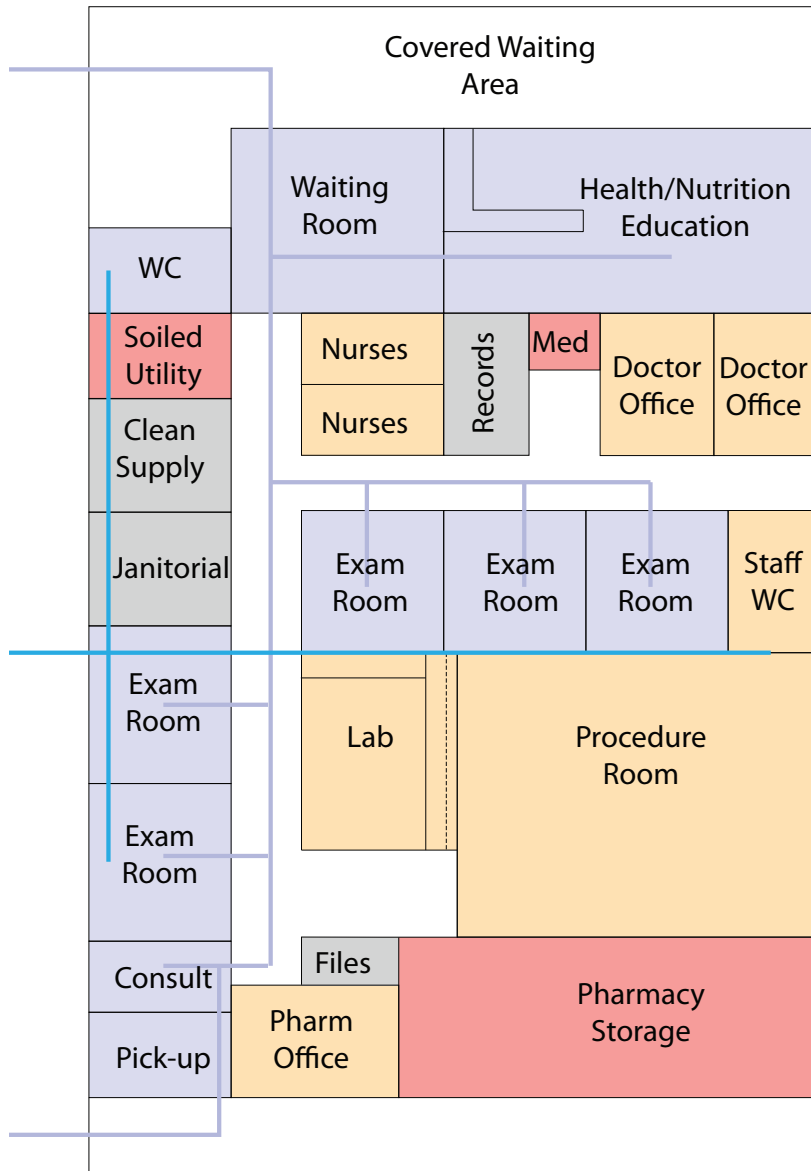 Covered Waiting
Area
Waiting
Room
Health/Nutrition
Education
WC
Soiled
Utility
Nurses
Nurses
Records
Med
Doctor
Office
Doctor
Office
Clean
Supply
Janitorial
Exam
Room
Exam
Room
Exam
Room
Staff
WC
Exam
Room
Lab
Procedure
Room
Exam
Room
Consult
Files
Pharmacy
Storage
Pick-up
Pharm
Office